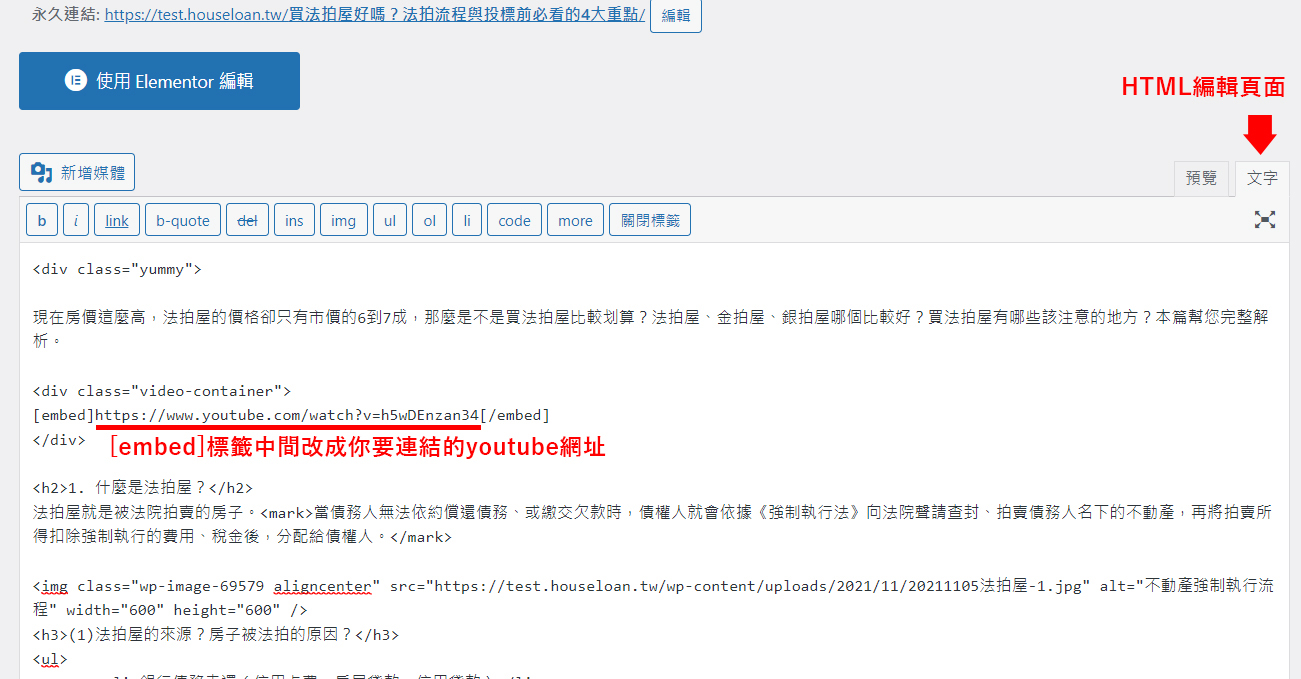 永久連結: https://test.houseloan.tw/買法拍屋好嗎？法拍流程與投標前必看的4大重點/ 編輯
使用 Elementor 編輯
HTML編輯頁面
新增媒體
預覽 文字
b i link b-quote del ins img ul ol li code more 關閉標籤
<div class="yummy">
現在房價這麼高，法拍屋的價格卻只有市價的6到7成，那麼是不是買法拍屋比較划算？法拍屋、金拍屋、銀拍屋哪個比較好？買法拍屋有哪些該注意的地方？本篇幫您完整解
析。
<div class="video-container">
[embed]https://www.youtube.com/watch?v=h5wDEnzan34[/embed]
</div>
[embed]標籤中間改成你要連結的youtube網址
<h2>1. 什麼是法拍屋？</h2>
法拍屋就是被法院拍賣的房子。<mark>當債務人無法依約償還債務、或繳交欠款時，債權人就會依據《強制執行法》向法院聲請查封、拍賣債務人名下的不動產，再將拍賣所
得扣除強制執行的費用、稅金後，分配給債權人。</mark>
<img class="wp-image-69579 aligncenter" src="https://test.houseloan.tw/wp-content/uploads/2021/11/20211105法拍屋-1.jpg" alt="不動產強制執行流
程" width="600" height="600" />
<h3>(1)法拍屋的來源？房子被法拍的原因？</h3>
<ul>